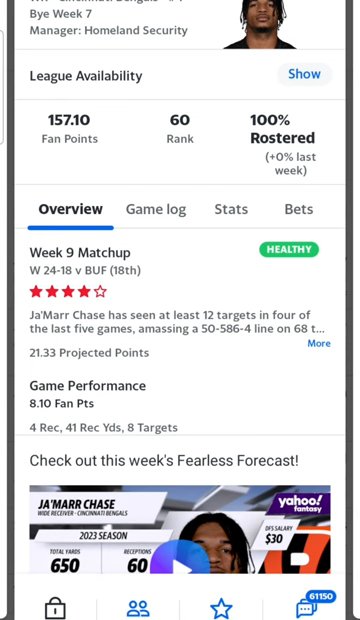 Bye Week 7
Manager: Homeland Security
League Availability
Show
157.10
Fan Points
60
Rank
100%
Rostered
(+0% last
week)
Overview
Game log
Stats
Bets
Week 9 Matchup
HEALTHY
W 24-18 v BUF (18th)
Ja'Marr Chase has seen at least 12 targets in four of
the last five games, amassing a 50-586-4 line on 68 t...
More
21.33 Projected Points
Game Performance
8.10 Fan Pts
4 Rec, 41 Rec Yds, 8 Targets
Check out this week's Fearless Forecast!
JA'MARR CHASE
WIDE RECEIVER · CINCINNATI BENGALS
yahoo!
fantasy
2023 SEASON
DFS SALARY
$30
TOTAL YARDS
650
RECEPTIONS
60
61150